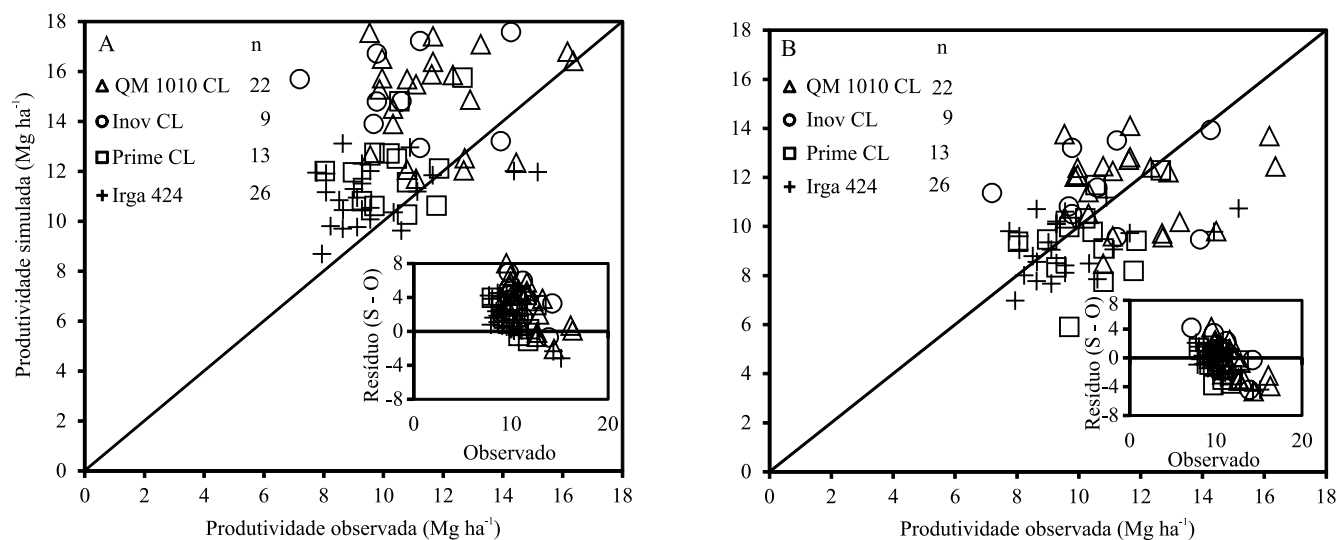 A n
QM 1010 CL 22
Inov CL 9
Prime CL 13
Irga 424 26
Produtividade simulada (Mg ha⁻¹)
18
16
14
12
10
8
6
4
2
0
0 2 4 6 8 10 12 14 16 18
Produtividade observada (Mg ha⁻¹)
Resíduo (S - O)
8
4
0
-4
-8
0 10 20
Observado
B n
QM 1010 CL 22
Inov CL 9
Prime CL 13
Irga 424 26
18
16
14
12
10
8
6
4
2
0
0 2 4 6 8 10 12 14 16 18
Produtividade observada (Mg ha⁻¹)
Resíduo (S - O)
8
4
0
-4
-8
0 10 20
Observado